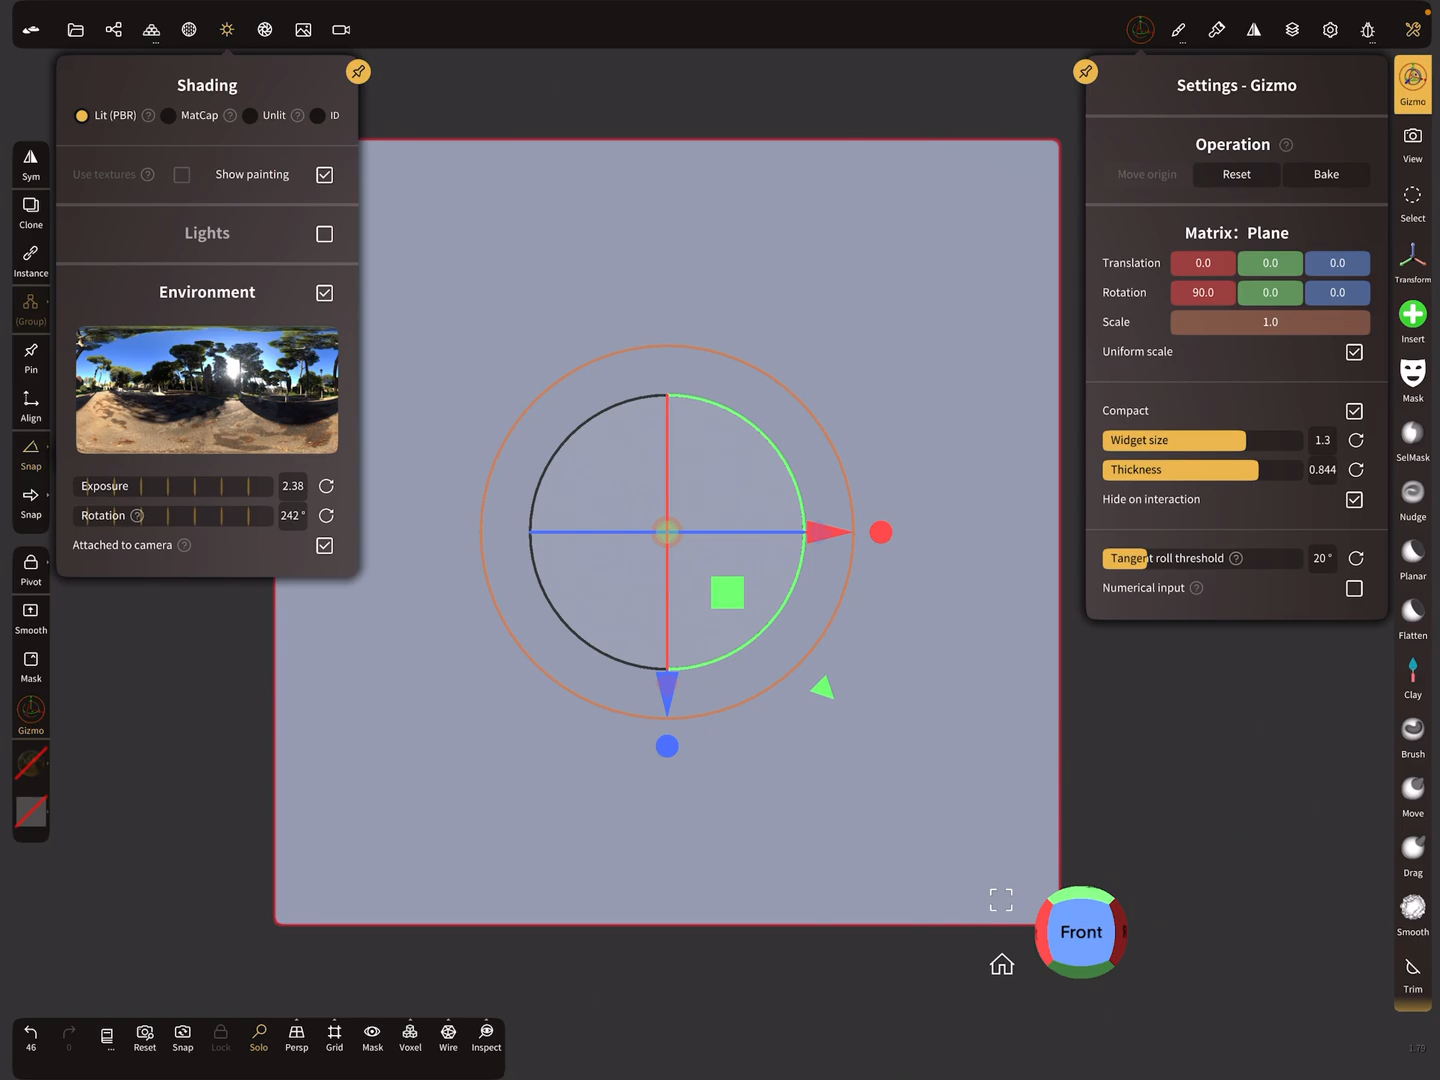 Shading
Lit (PBR) ? MatCap ? Unlit ? ID
Use textures ? Show painting
Lights
Environment
Exposure 2.38
Rotation ? 242 °
Attached to camera ?
Settings - Gizmo
Operation ?
Move origin Reset Bake
Matrix: Plane
Translation 0.0 0.0 0.0
Rotation 90.0 0.0 0.0
Scale 1.0
Uniform scale
Compact
Widget size 1.3
Thickness 0.844
Hide on interaction
Tangent roll threshold ? 20 °
Numerical input ?
Sym
Clone
Instance
(Group)
Pin
Align
Snap
Snap
Pivot
Smooth
Mask
Gizmo
Gizmo
View
Select
Transform
Insert
Mask
SelMask
Nudge
Planar
Flatten
Clay
Brush
Move
Drag
Smooth
Trim
Front
46 0 ... Reset Snap Lock Solo Persp Grid Mask Voxel Wire Inspect
1.79